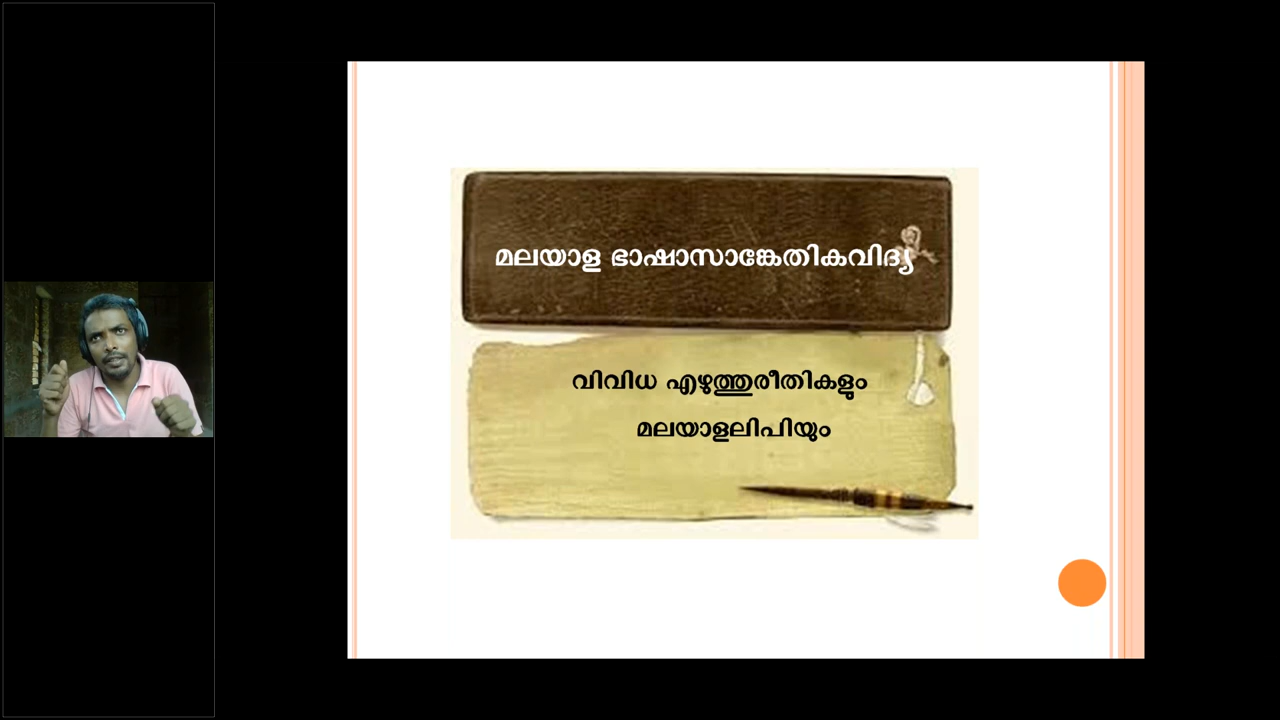 മലയാള ഭാഷാസാങ്കേതികവിദ്യ
വിവിധ എഴുത്തുരീതികളും
മലയാളലിപിയും